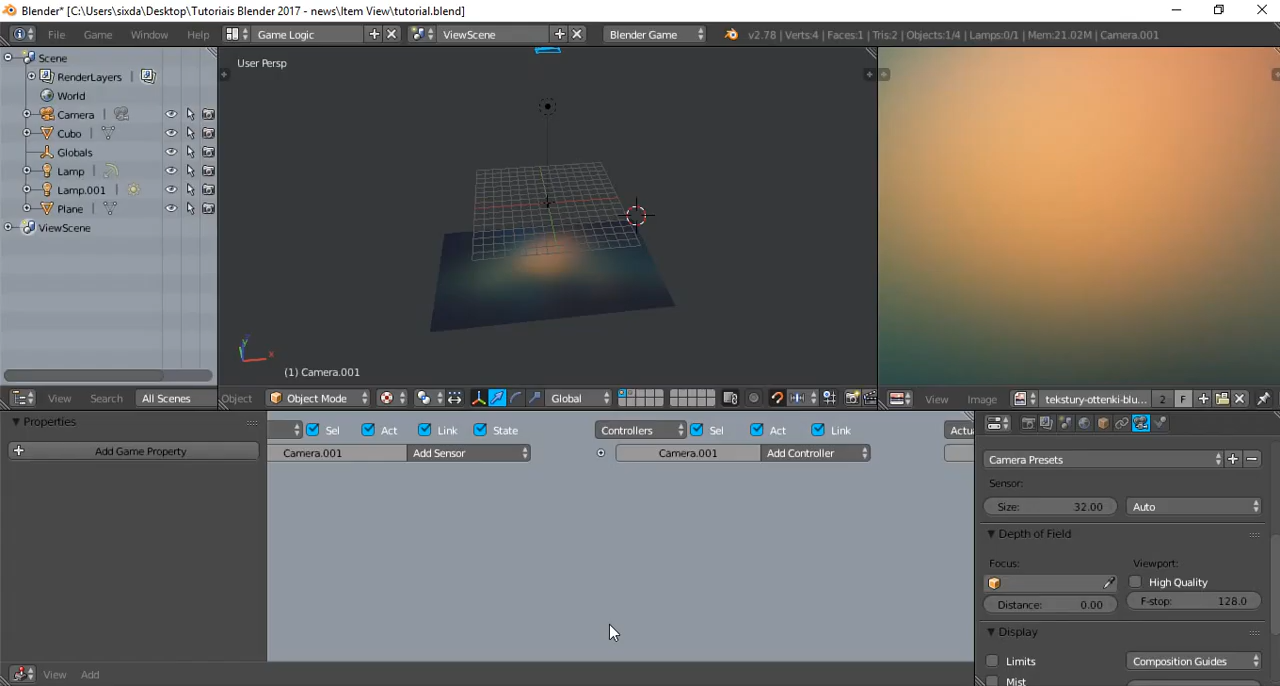 Blender* [C:\Users\sixda\Desktop\Tutoriais Blender 2017 - news\Item View\tutorial.blend]
File Game Window Help Game Logic ViewScene Blender Game v2.78 | Verts:4 | Faces:1 | Tris:2 | Objects:1/4 | Lamps:0/1 | Mem:21.02M | Camera.001
Scene
RenderLayers
World
Camera
Cubo
Globals
Lamp
Lamp.001
Plane
ViewScene
User Persp
y
x
(1) Camera.001
View Search All Scenes
Object Object Mode Global
View Image tekstury-ottenki-blu... 2 F
Properties
Add Game Property
Sel Act Link State
Camera.001 Add Sensor
Controllers Sel Act Link
Camera.001 Add Controller
Actua
Camera Presets
Sensor:
Size: 32.00 Auto
Depth of Field
Focus: Viewport:
High Quality
Distance: 0.00 F-stop: 128.0
Display
Limits Composition Guides
Mist
View Add